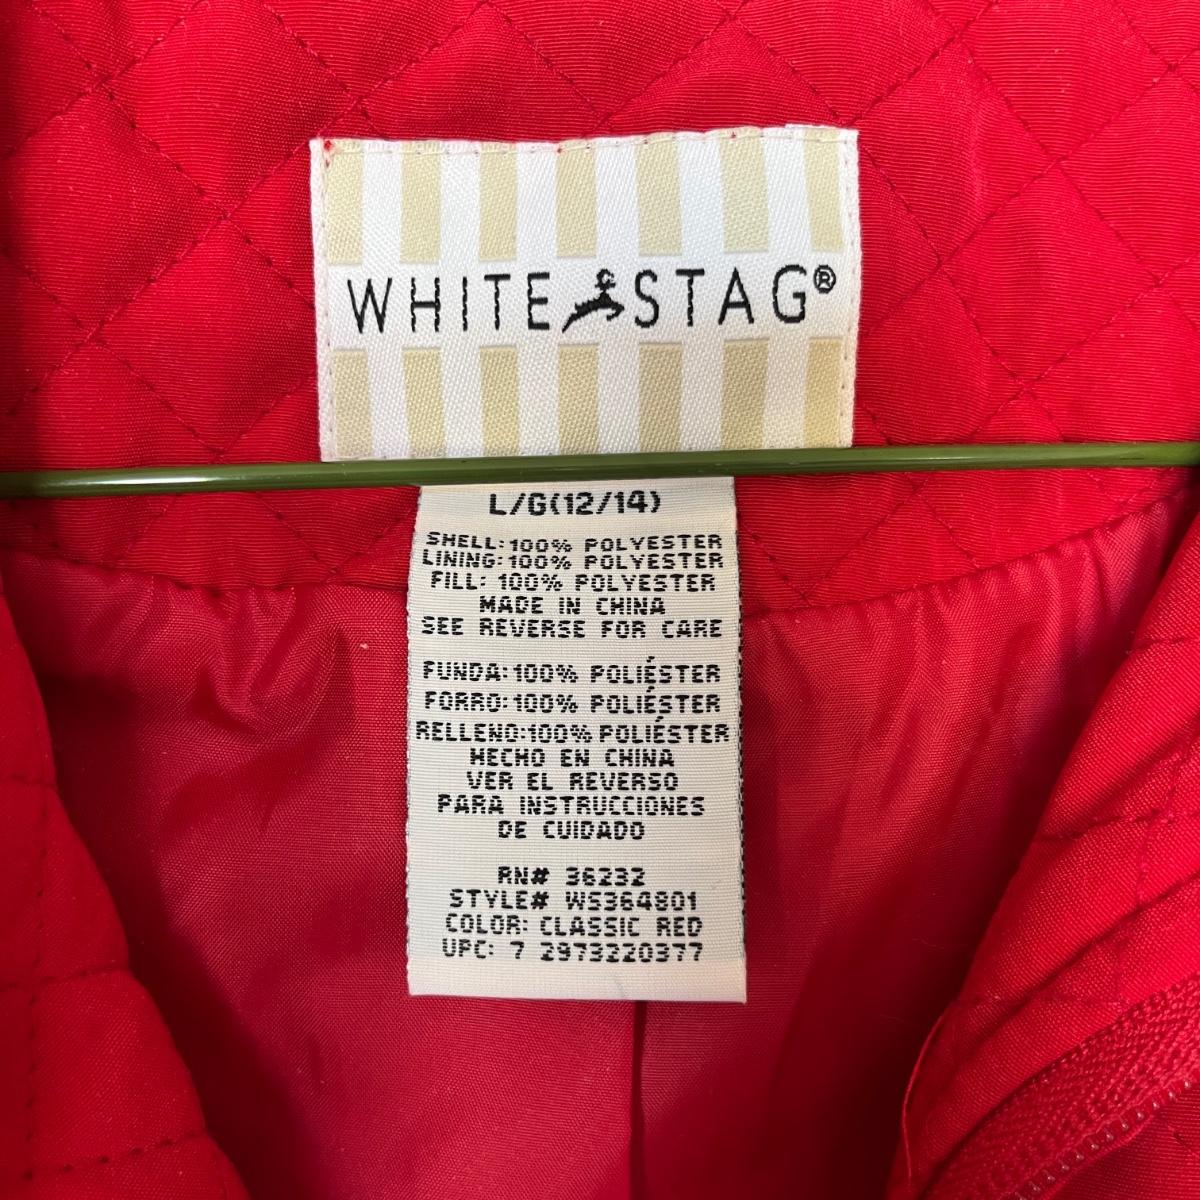 WHITE STAG®
L/G(12/14)
SHELL:100% POLYESTER
LINING:100% POLYESTER
FILL: 100% POLYESTER
MADE IN CHINA
SEE REVERSE FOR CARE
FUNDA:100% POLIÉSTER
FORRO:100% POLIÉSTER
RELLENO:100% POLIÉSTER
HECHO EN CHINA
VER EL REVERSO
PARA INSTRUCCIONES
DE CUIDADO
RN# 36232
STYLE# WS364801
COLOR: CLASSIC RED
UPC: 7 2973220377